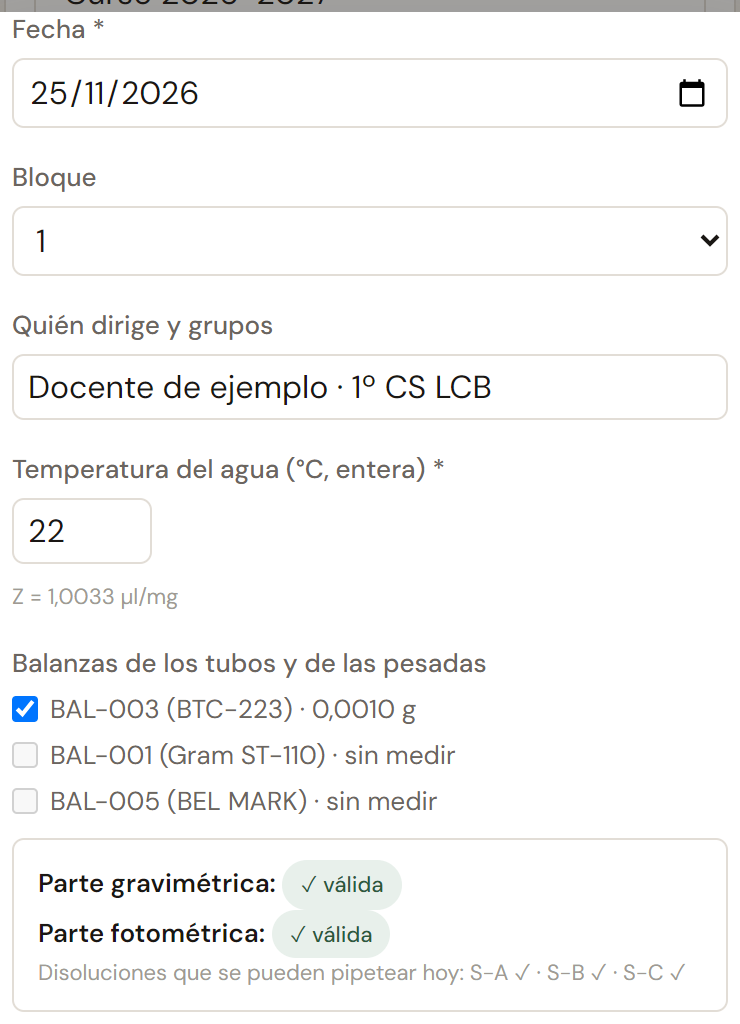 Fecha *
25/11/2026
Bloque
1
Quién dirige y grupos
Docente de ejemplo · 1º CS LCB
Temperatura del agua (°C, entera) *
22
Z = 1,0033 µl/mg
Balanzas de los tubos y de las pesadas
BAL-003 (BTC-223) · 0,0010 g
BAL-001 (Gram ST-110) · sin medir
BAL-005 (BEL MARK) · sin medir
Parte gravimétrica: ✓ válida
Parte fotométrica: ✓ válida
Disoluciones que se pueden pipetear hoy: S-A ✓ · S-B ✓ · S-C ✓